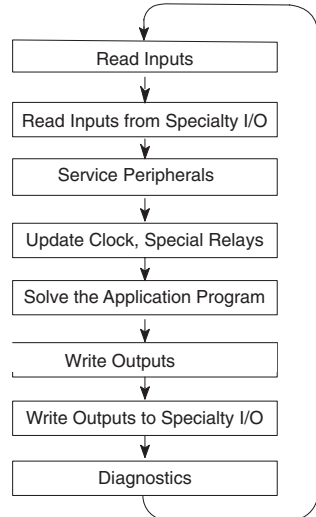 Read Inputs
Read Inputs from Specialty I/O
Service Peripherals
Update Clock, Special Relays
Solve the Application Program
Write Outputs
Write Outputs to Specialty I/O
Diagnostics